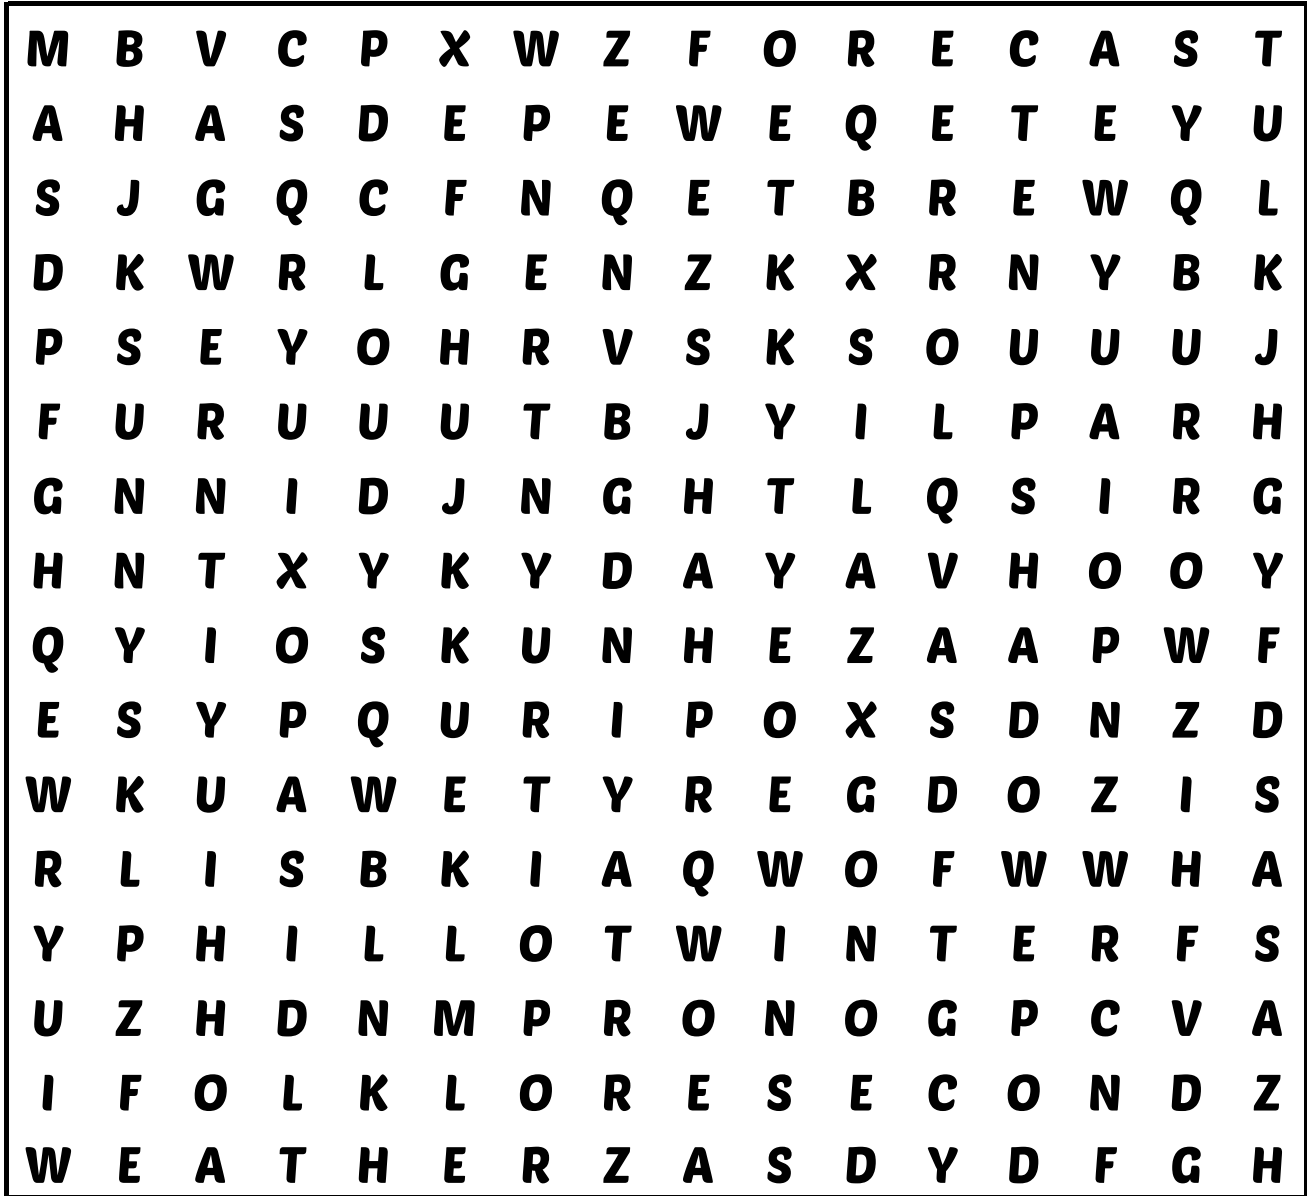 M B V C P X W Z F O R E C A S T
A H A S D E P E W E Q E T E Y U
S J G Q C F N Q E T B R E W Q L
D K W R L G E N Z K X R N Y B K
P S E Y O H R V S K S O U U U J
F U R U U U T B J Y I L P A R H
G N N I D J N G H T L Q S I R G
H N T X Y K Y D A Y A V H O O Y
Q Y I O S K U N H E Z A A P W F
E S Y P Q U R I P O X S D N Z D
W K U A W E T Y R E G D O Z I S
R L I S B K I A Q W O F W W H A
Y P H I L L O T W I N T E R F S
U Z H D N M P R O N O G P C V A
I F O L K L O R E S E C O N D Z
W E A T H E R Z A S D Y D F G H